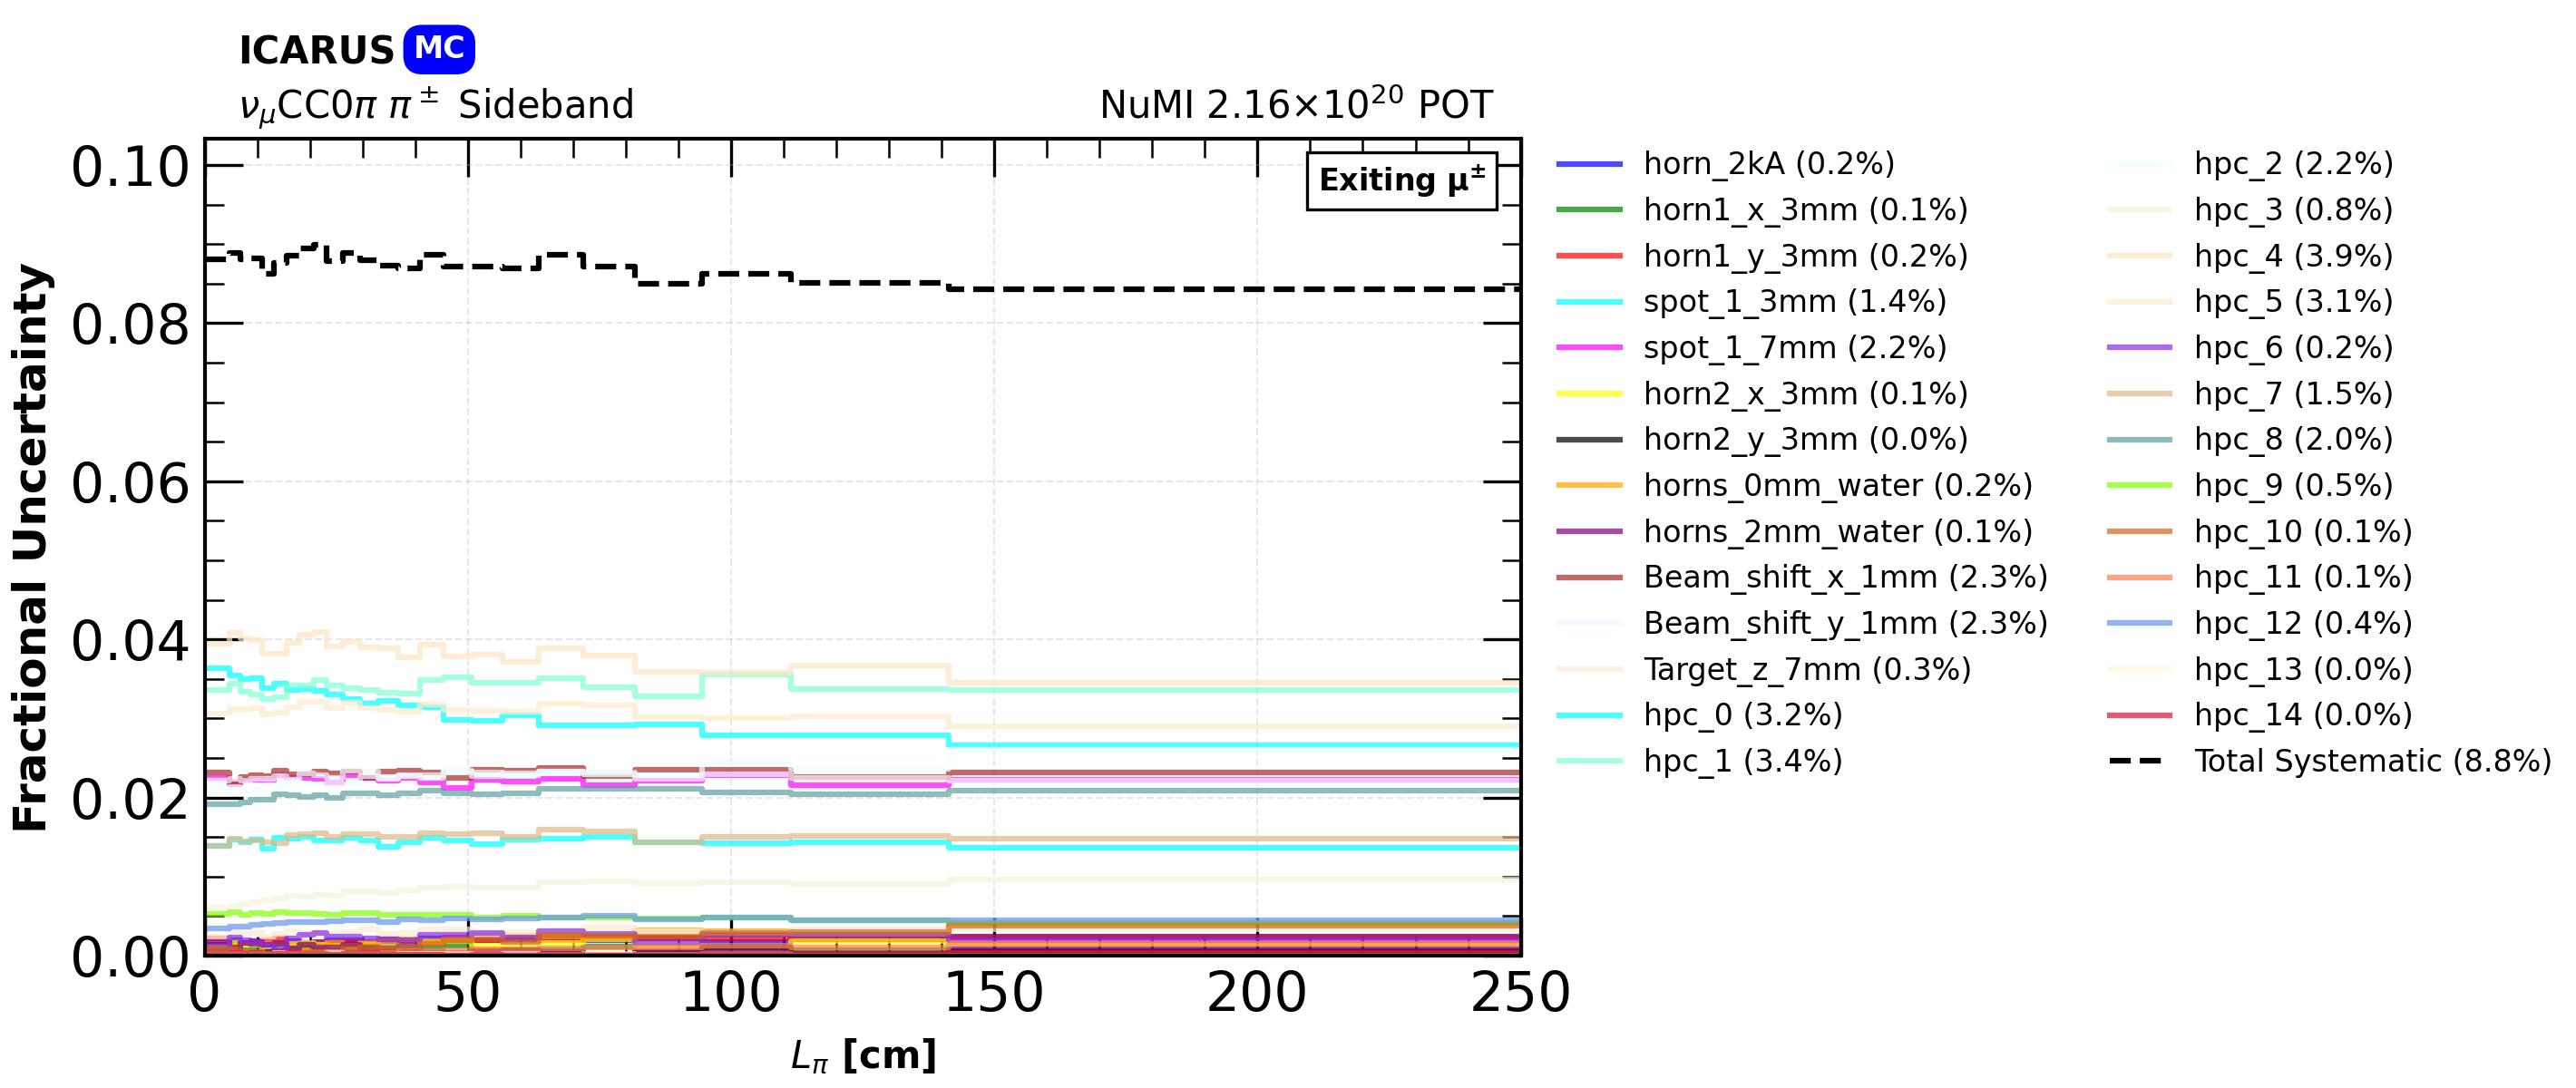 ICARUS MC
νμCC0π π± Sideband
NuMI 2.16×10²⁰ POT
Exiting μ±
Fractional Uncertainty
0.10
0.08
0.06
0.04
0.02
0.00
0 50 100 150 200 250
Lπ [cm]
horn_2kA (0.2%)
horn1_x_3mm (0.1%)
horn1_y_3mm (0.2%)
spot_1_3mm (1.4%)
spot_1_7mm (2.2%)
horn2_x_3mm (0.1%)
horn2_y_3mm (0.0%)
horns_0mm_water (0.2%)
horns_2mm_water (0.1%)
Beam_shift_x_1mm (2.3%)
Beam_shift_y_1mm (2.3%)
Target_z_7mm (0.3%)
hpc_0 (3.2%)
hpc_1 (3.4%)
hpc_2 (2.2%)
hpc_3 (0.8%)
hpc_4 (3.9%)
hpc_5 (3.1%)
hpc_6 (0.2%)
hpc_7 (1.5%)
hpc_8 (2.0%)
hpc_9 (0.5%)
hpc_10 (0.1%)
hpc_11 (0.1%)
hpc_12 (0.4%)
hpc_13 (0.0%)
hpc_14 (0.0%)
Total Systematic (8.8%)